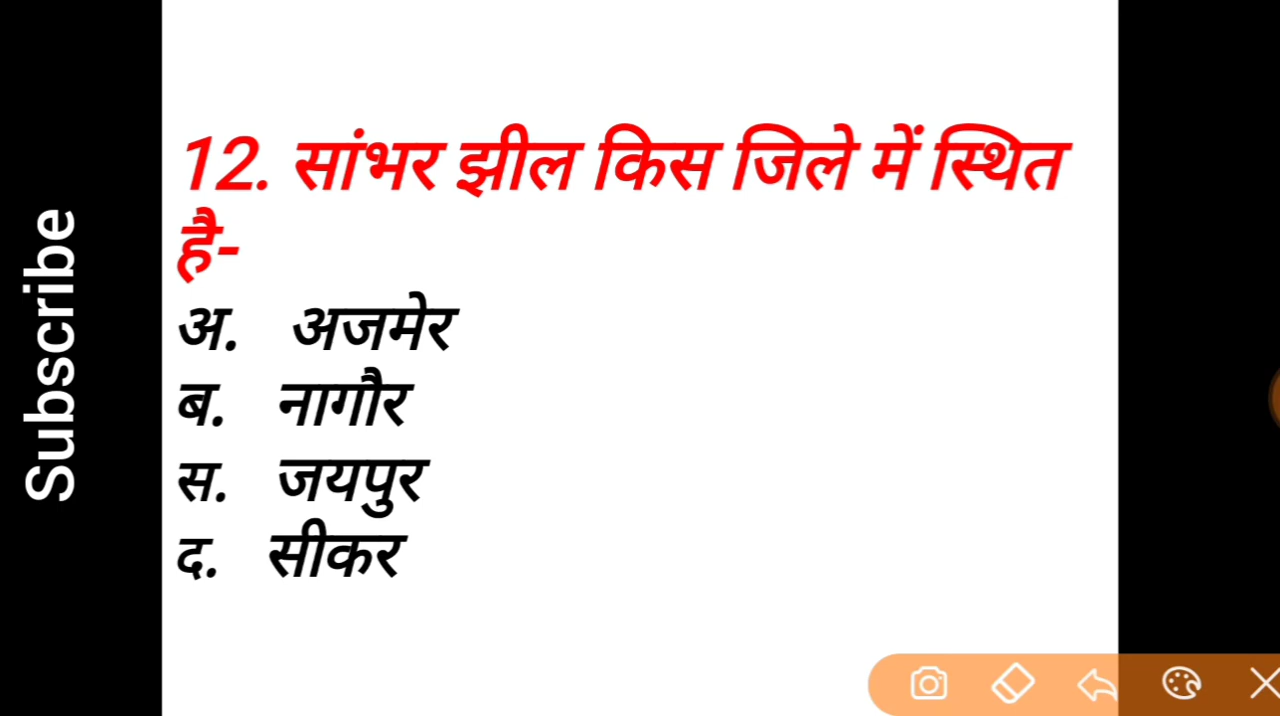 Subscribe
12. सांभर झील किस जिले में स्थित
है-
अ. अजमेर
ब. नागौर
स. जयपुर
द. सीकर